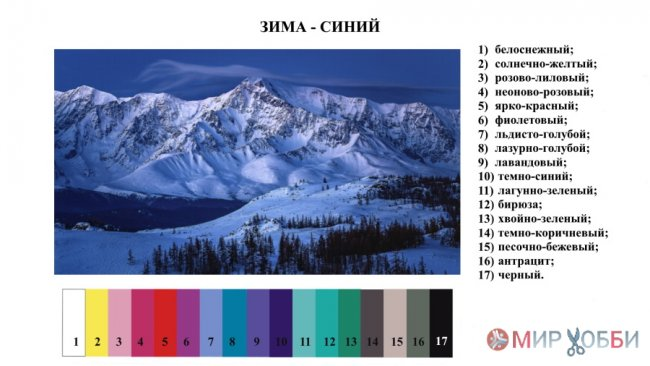 ЗИМА - СИНИЙ
1) белоснежный;
2) солнечно-желтый;
3) розово-лиловый;
4) неоново-розовый;
5) ярко-красный;
6) фиолетовый;
7) льдисто-голубой;
8) лазурно-голубой;
9) лавандовый;
10) темно-синий;
11) лагунно-зеленый;
12) бирюза;
13) хвойно-зеленый;
14) темно-коричневый;
15) песочно-бежевый;
16) антрацит;
17) черный.
1 2 3 4 5 6 7 8 9 10 11 12 13 14 15 16 17
МИР ХОББИ